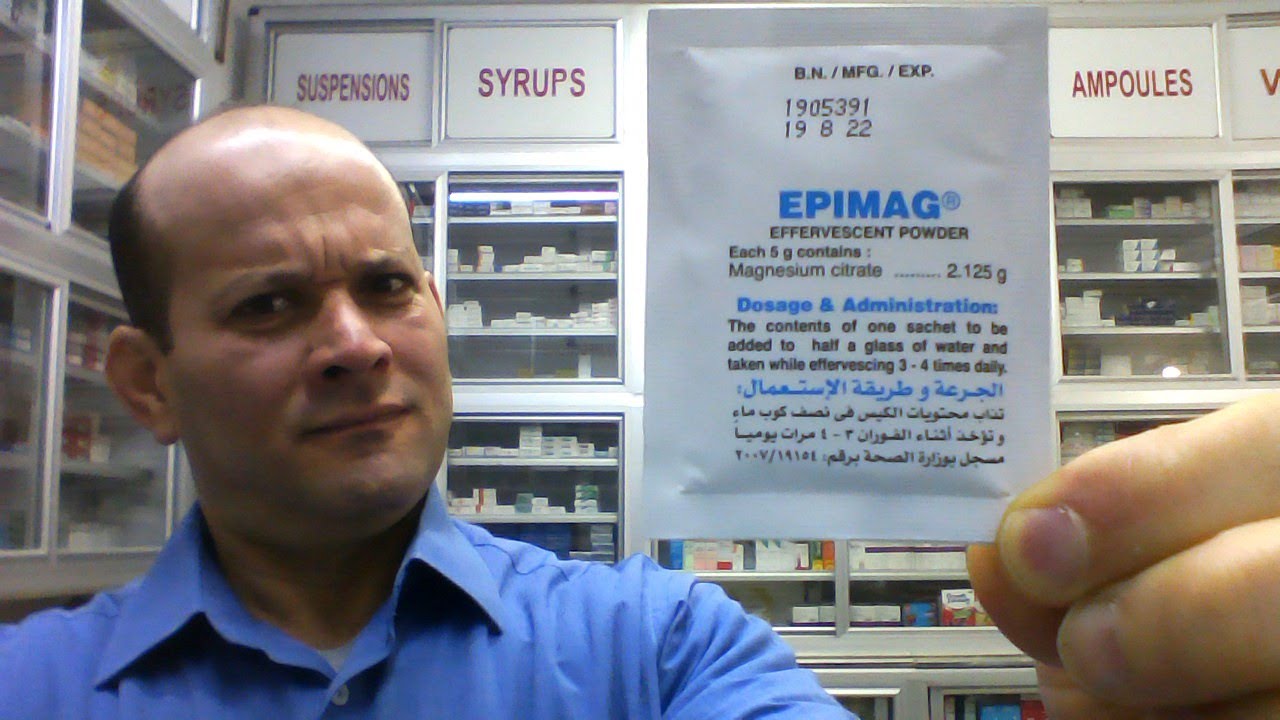 SUSPENSIONS
SYRUPS
AMPOULES
V
B.N. / MFG. / EXP.
1905391
19 8 22
EPIMAG®
EFFERVESCENT POWDER
Each 5 g contains :
Magnesium citrate ......... 2.125 g
Dosage & Administration:
The contents of one sachet to be
added to half a glass of water and
taken while effervescing 3 - 4 times daily.
الجرعة و طريقة الإستعمال:
تذاب محتويات الكيس فى نصف كوب ماء
و تؤخذ أثناء الفوران ٣ - ٤ مرات يومياً
مسجل بوزارة الصحة برقم: ٢٠٠٧/١٩١٥٤